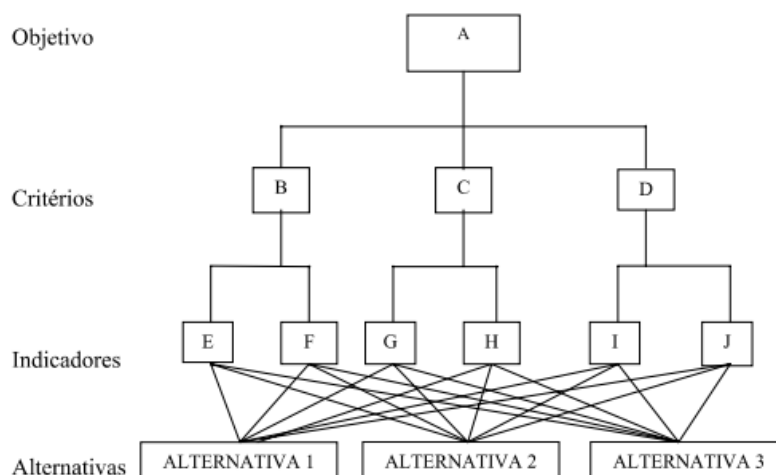 Objetivo
A
Critérios
B C D
Indicadores
E F G H I J
Alternativas
ALTERNATIVA 1 ALTERNATIVA 2 ALTERNATIVA 3